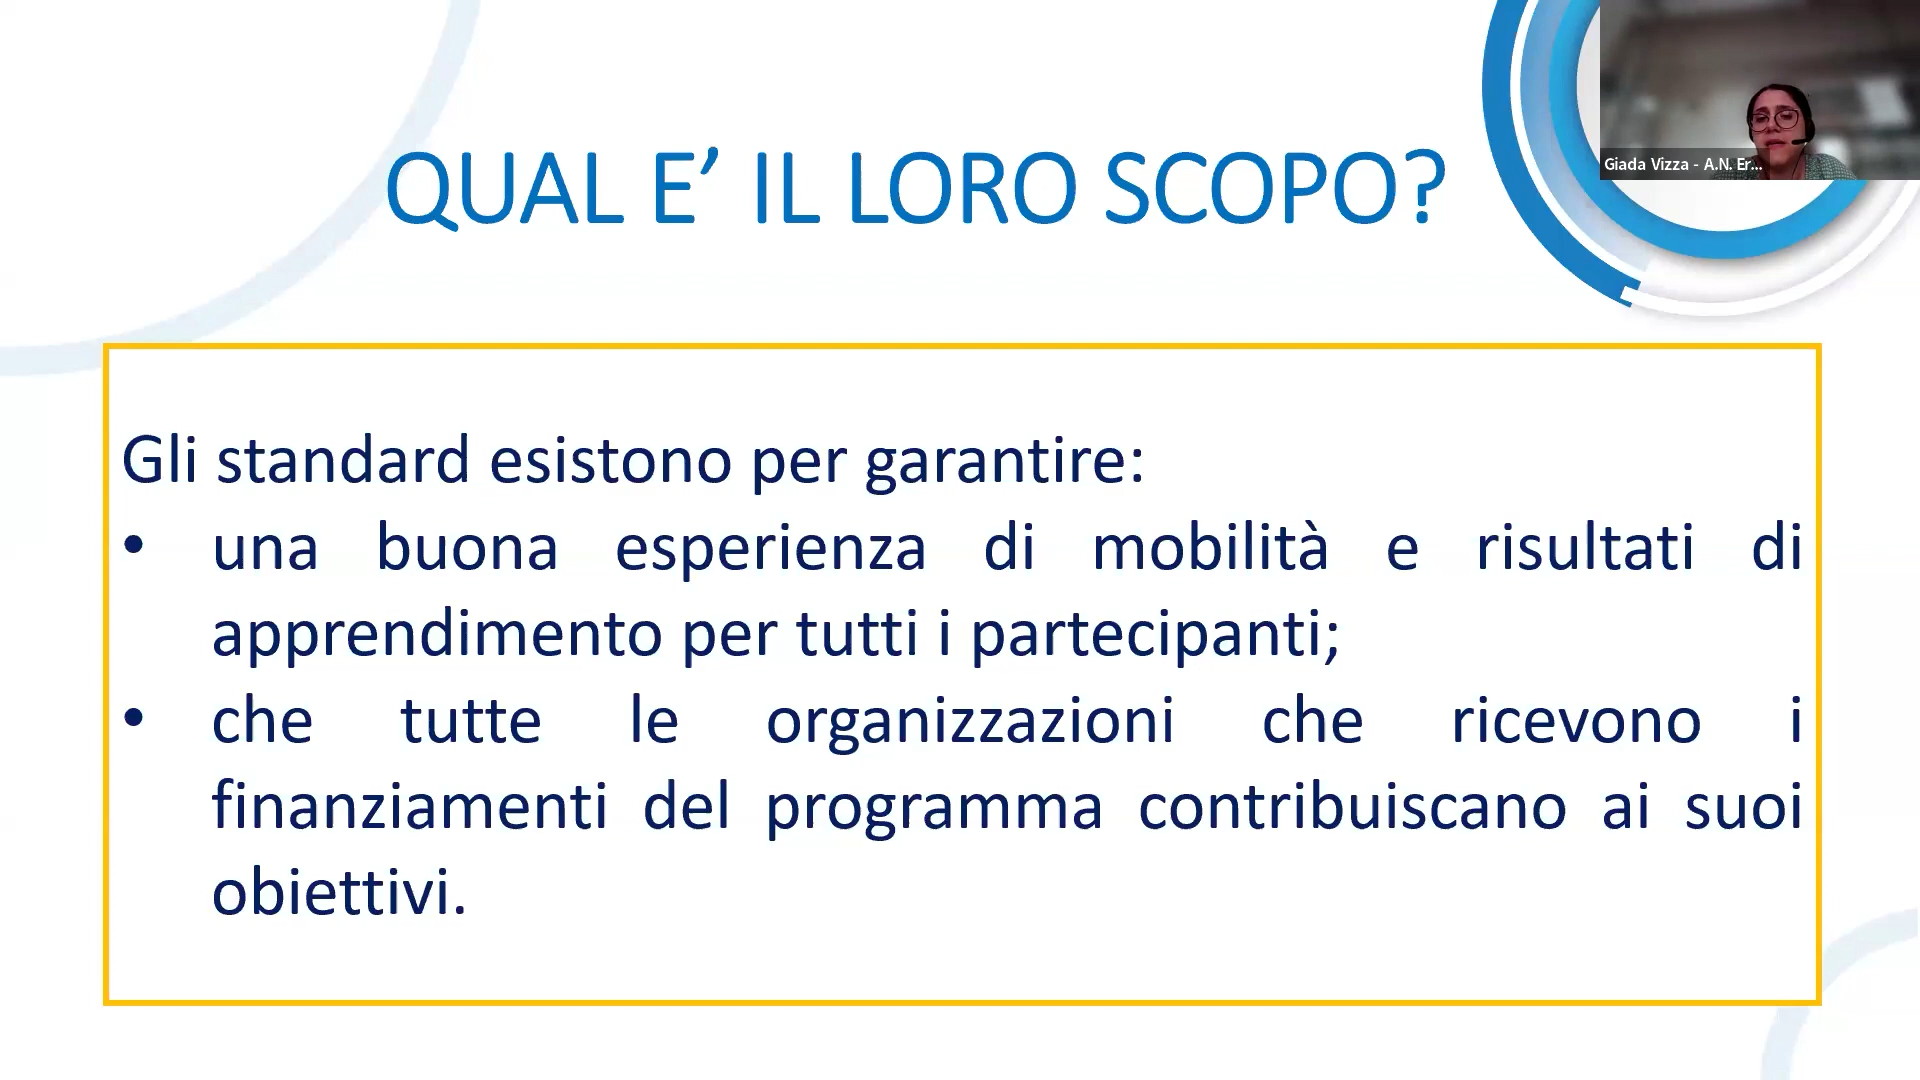 QUAL E’ IL LORO SCOPO?
Giada Vizza - A.N. Er...
Gli standard esistono per garantire:
• una buona esperienza di mobilità e risultati di
apprendimento per tutti i partecipanti;
• che tutte le organizzazioni che ricevono i
finanziamenti del programma contribuiscano ai suoi
obiettivi.